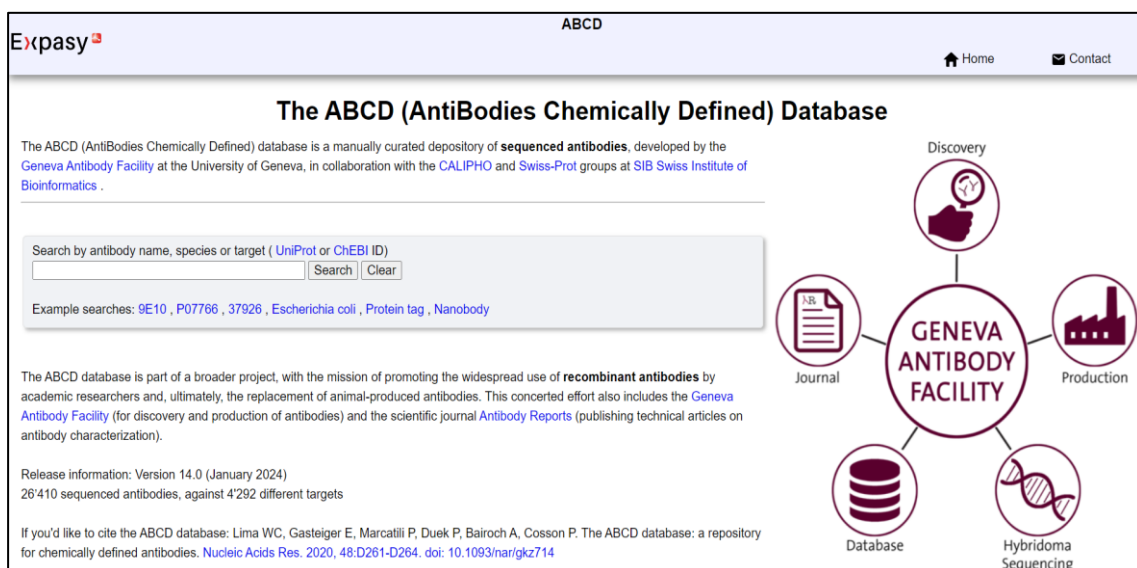 ABCD
Expasy
Home
Contact
The ABCD (AntiBodies Chemically Defined) Database
The ABCD (AntiBodies Chemically Defined) database is a manually curated depository of sequenced antibodies, developed by the
Geneva Antibody Facility at the University of Geneva, in collaboration with the CALIPHO and Swiss-Prot groups at SIB Swiss Institute of
Bioinformatics .
Search by antibody name, species or target ( UniProt or ChEBI ID)
Search Clear
Example searches: 9E10 , P07766 , 37926 , Escherichia coli , Protein tag , Nanobody
The ABCD database is part of a broader project, with the mission of promoting the widespread use of recombinant antibodies by
academic researchers and, ultimately, the replacement of animal-produced antibodies. This concerted effort also includes the Geneva
Antibody Facility (for discovery and production of antibodies) and the scientific journal Antibody Reports (publishing technical articles on
antibody characterization).
Release information: Version 14.0 (January 2024)
26'410 sequenced antibodies, against 4'292 different targets
If you'd like to cite the ABCD database: Lima WC, Gasteiger E, Marcatili P, Duek P, Bairoch A, Cosson P. The ABCD database: a repository
for chemically defined antibodies. Nucleic Acids Res. 2020, 48:D261-D264. doi: 10.1093/nar/gkz714
Discovery
Journal
GENEVA
ANTIBODY
FACILITY
Production
Database
Hybridoma
Sequencing